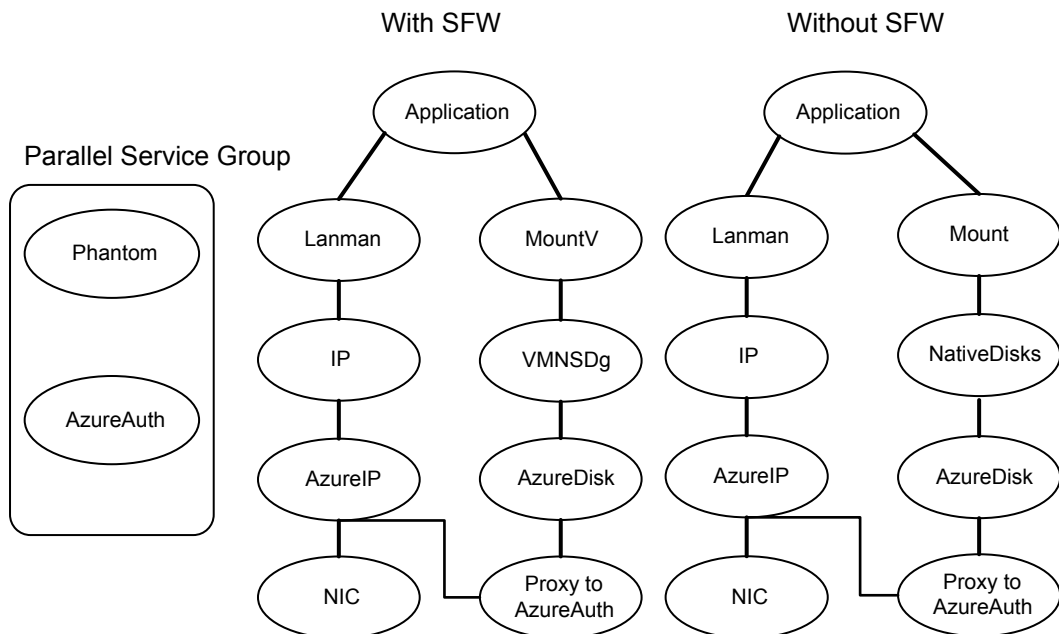 With SFW
Without SFW
Parallel Service Group
Phantom
AzureAuth
Application
Lanman
MountV
IP
VMNSDg
AzureIP
AzureDisk
NIC
Proxy to
AzureAuth
Application
Lanman
Mount
IP
NativeDisks
AzureIP
AzureDisk
NIC
Proxy to
AzureAuth